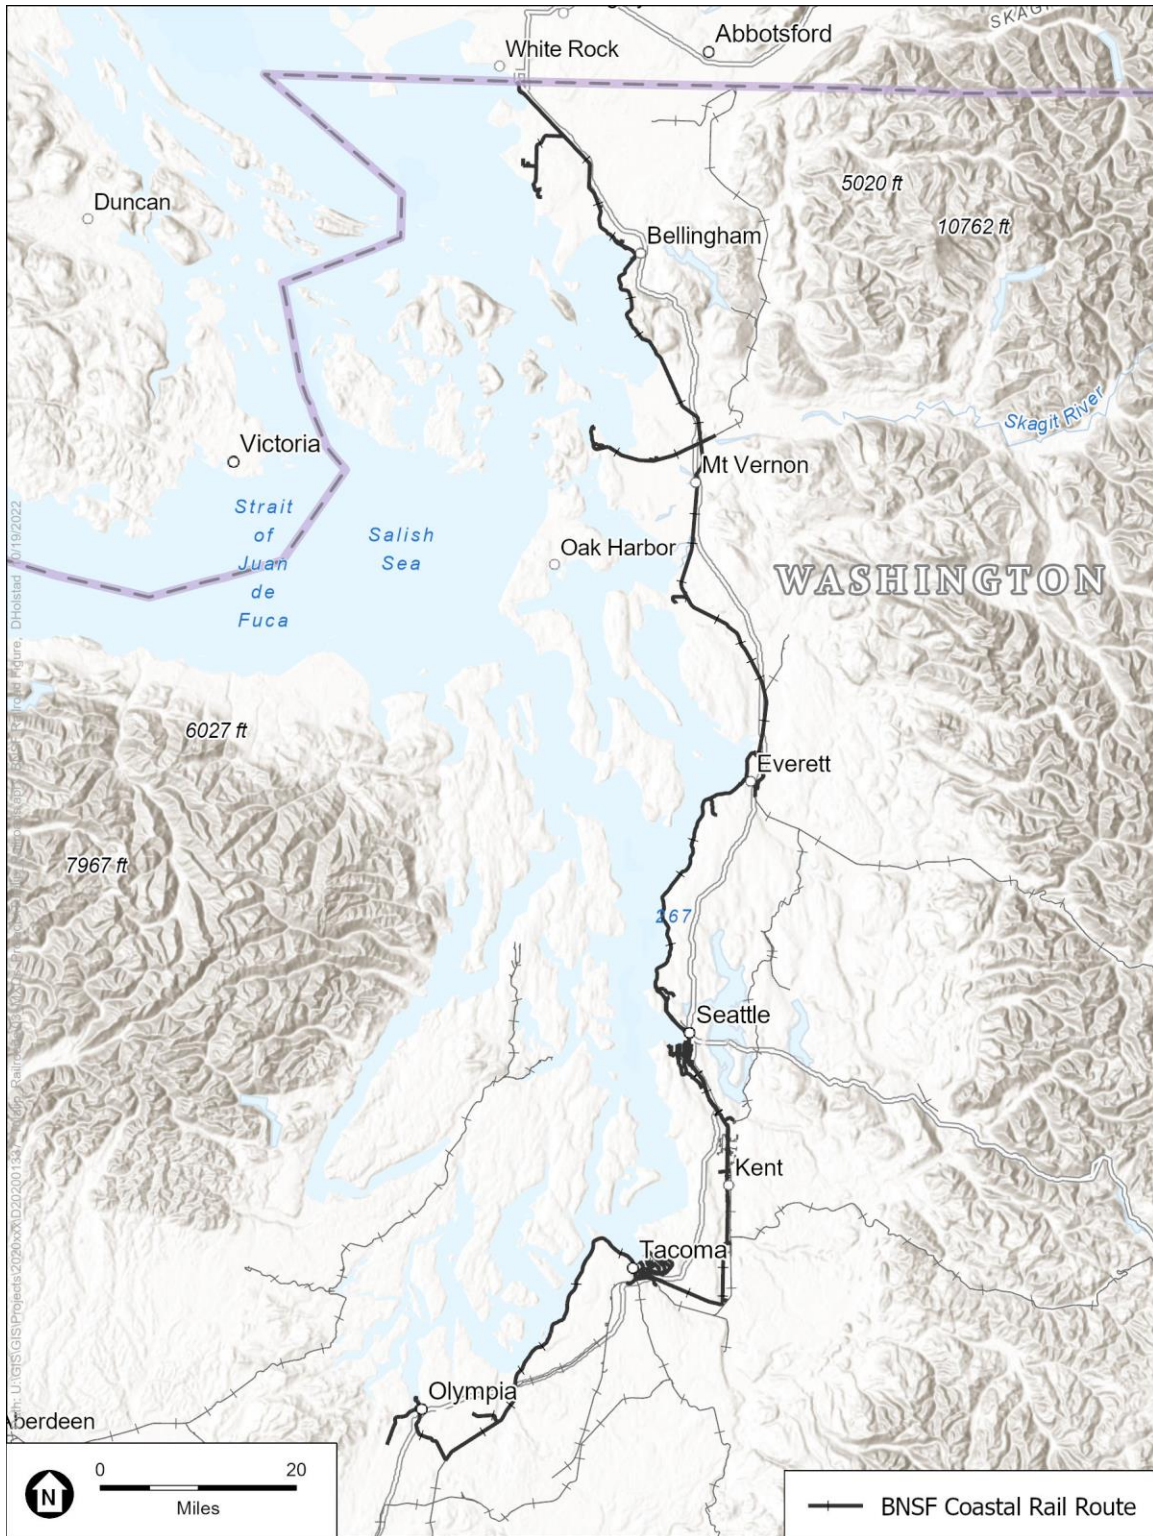 SKAGI
Abbotsford
White Rock
Duncan
5020 ft
10762 ft
Bellingham
Skagit River
Victoria
Mt Vernon
Strait
of
Juan
de
Fuca
Salish
Sea
Oak Harbor
WASHINGTON
6027 ft
Everett
7967 ft
267
Seattle
Kent
Tacoma
Olympia
Aberdeen
N
0 20
Miles
BNSF Coastal Rail Route